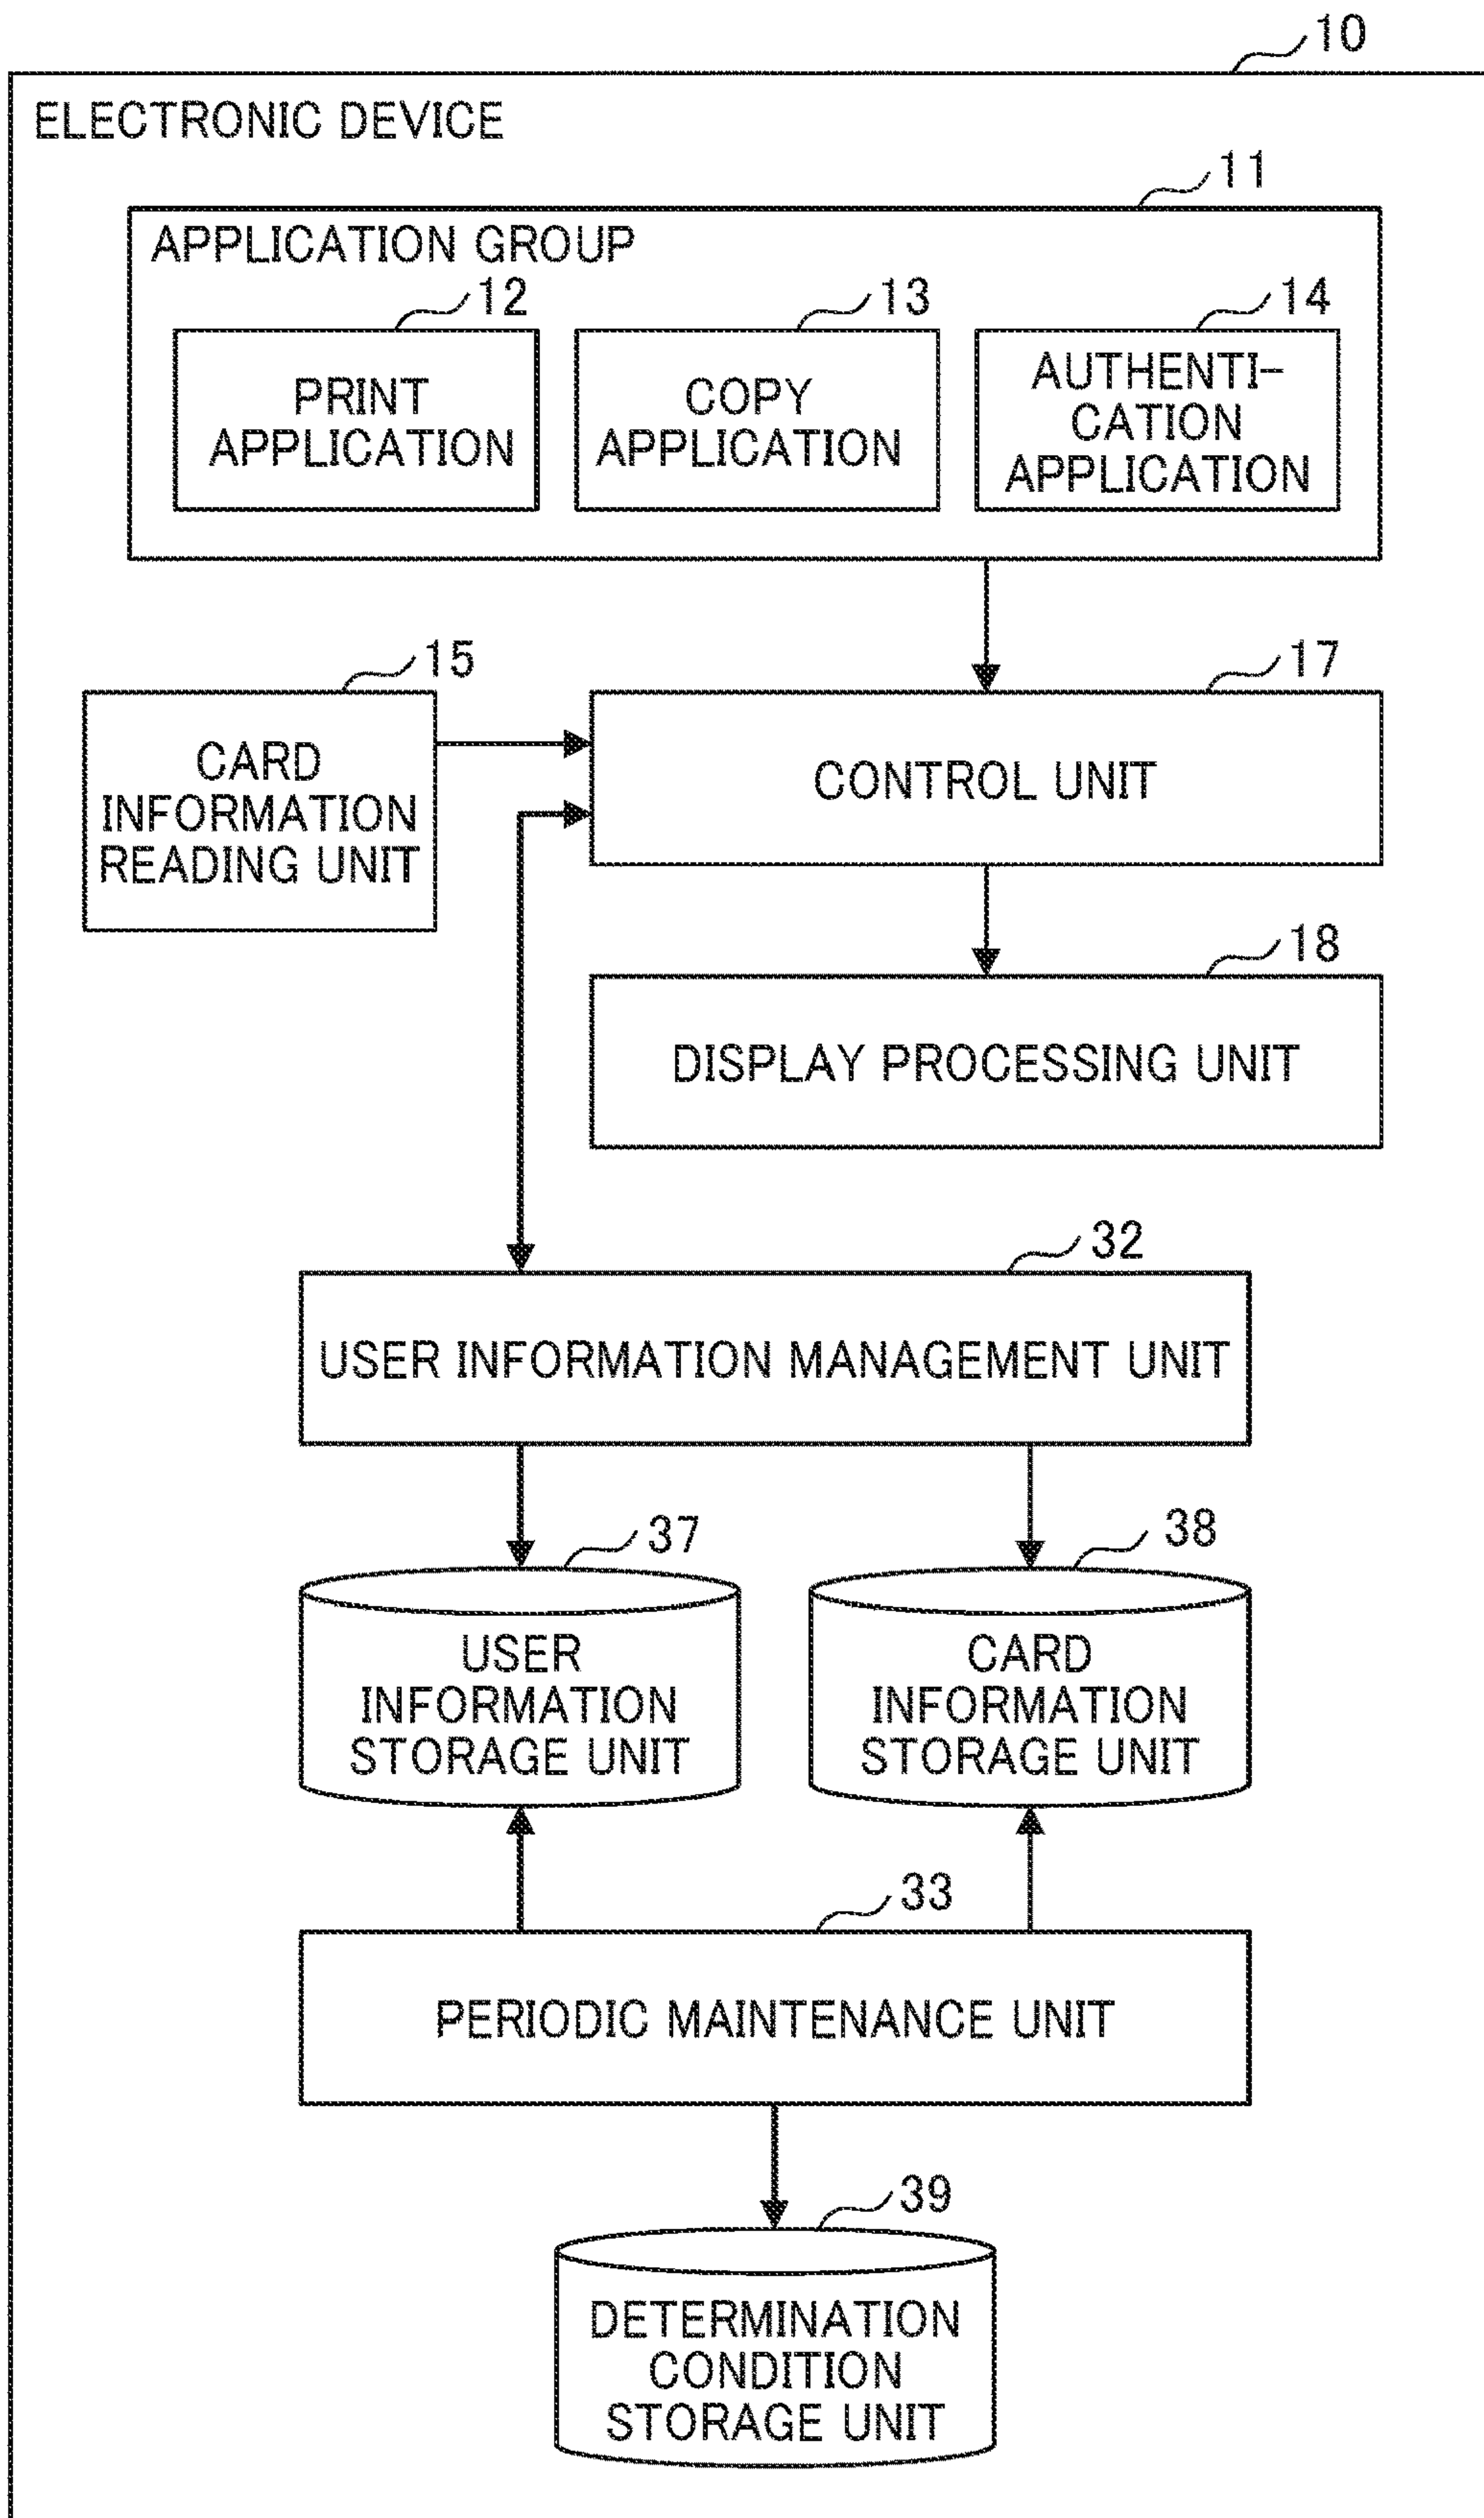 10
ELECTRONIC DEVICE
11
APPLICATION GROUP
12
13
14
PRINT
APPLICATION
COPY
APPLICATION
AUTHENTI-
CATION
APPLICATION
15
17
CARD
INFORMATION
READING UNIT
CONTROL UNIT
18
DISPLAY PROCESSING UNIT
32
USER INFORMATION MANAGEMENT UNIT
37
38
USER
INFORMATION
STORAGE UNIT
CARD
INFORMATION
STORAGE UNIT
33
PERIODIC MAINTENANCE UNIT
39
DETERMINATION
CONDITION
STORAGE UNIT